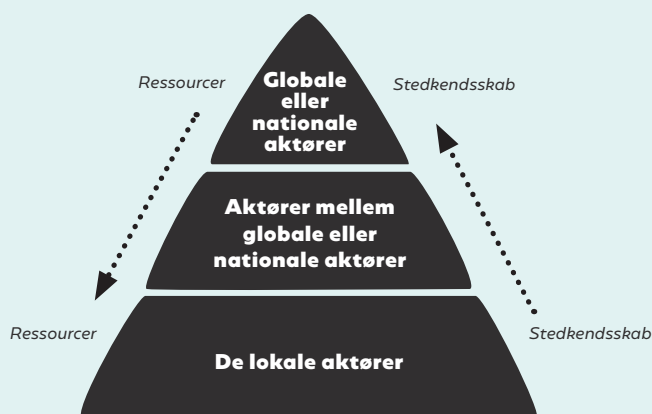 Ressourcer
Globale
eller
nationale
aktører
Stedkendsskab
Aktører mellem
globale eller
nationale aktører
Ressourcer
Stedkendsskab
De lokale aktører